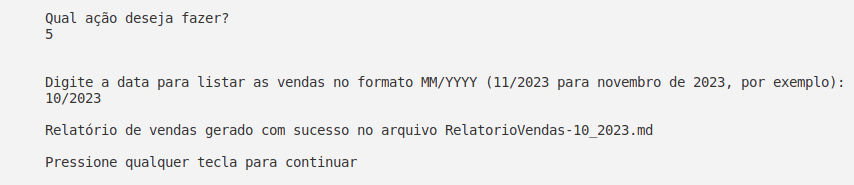 Qual ação deseja fazer?
5
Digite a data para listar as vendas no formato MM/YYYY (11/2023 para novembro de 2023, por exemplo):
10/2023
Relatório de vendas gerado com sucesso no arquivo RelatorioVendas-10_2023.md
Pressione qualquer tecla para continuar